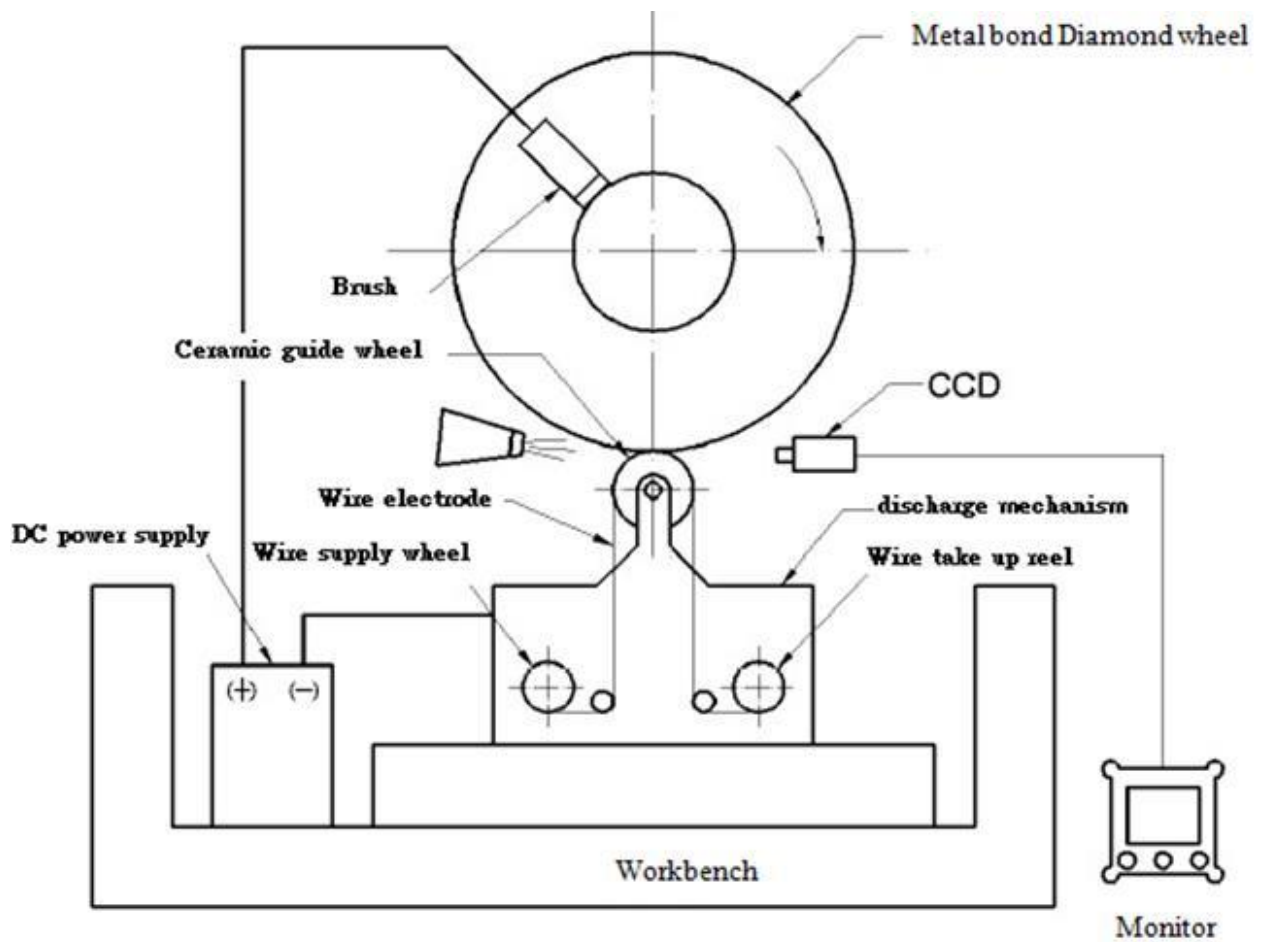 Metal bond Diamond wheel
Brush
Ceramic guide wheel
CCD
Wire electrode
discharge mechanism
DC power supply
Wire supply wheel
Wire take up reel
(+) (−)
Workbench
Monitor